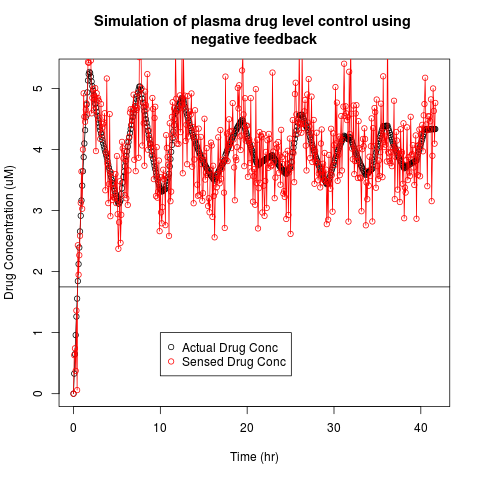 Simulation of plasma drug level control using
negative feedback
Drug Concentration (uM)
5
4
3
2
1
0
Actual Drug Conc
Sensed Drug Conc
0 10 20 30 40
Time (hr)